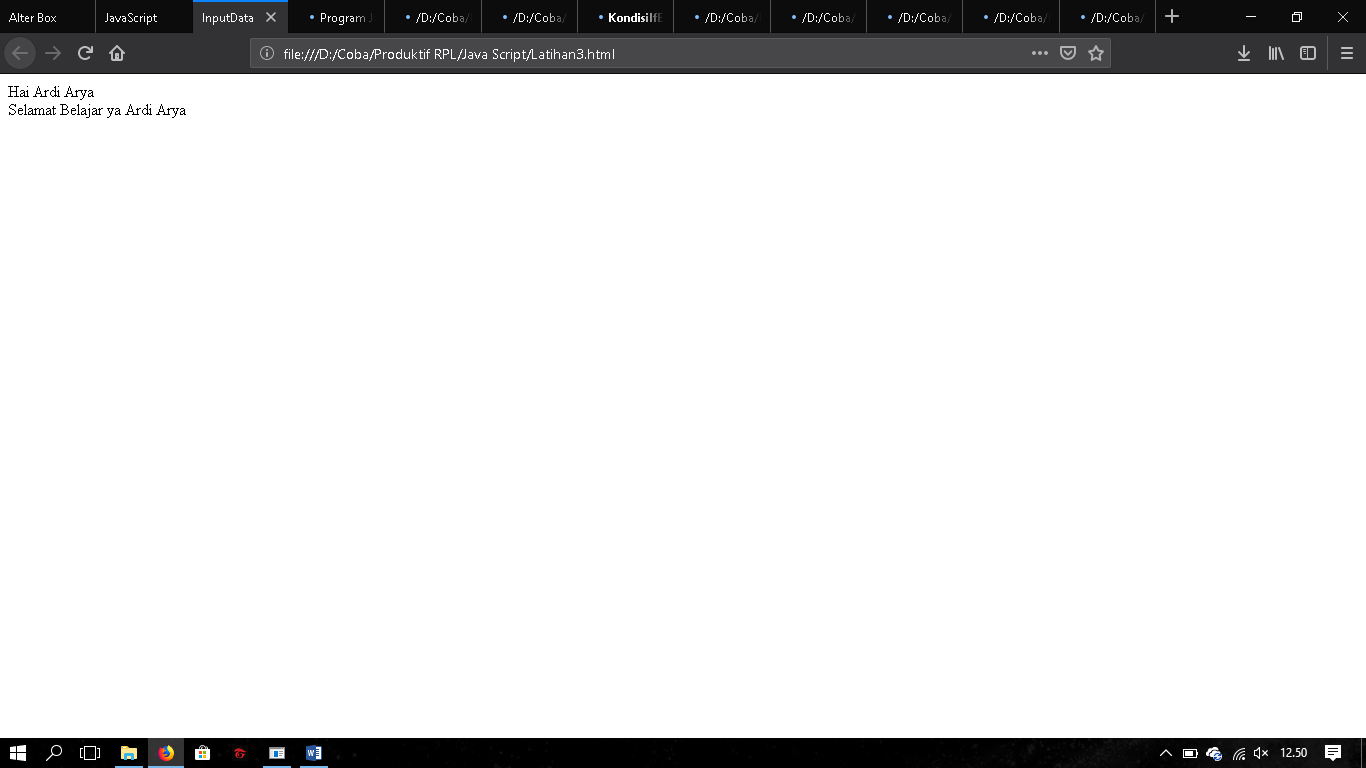 Alter Box
JavaScript
InputData
Program
/D:/Coba/
/D:/Coba/
KondisiIfE
/D:/Coba/
/D:/Coba/
/D:/Coba/
/D:/Coba/
/D:/Coba/
file:///D:/Coba/Produktif RPL/Java Script/Latihan3.html
Hai Ardi Arya
Selamat Belajar ya Ardi Arya
12.50